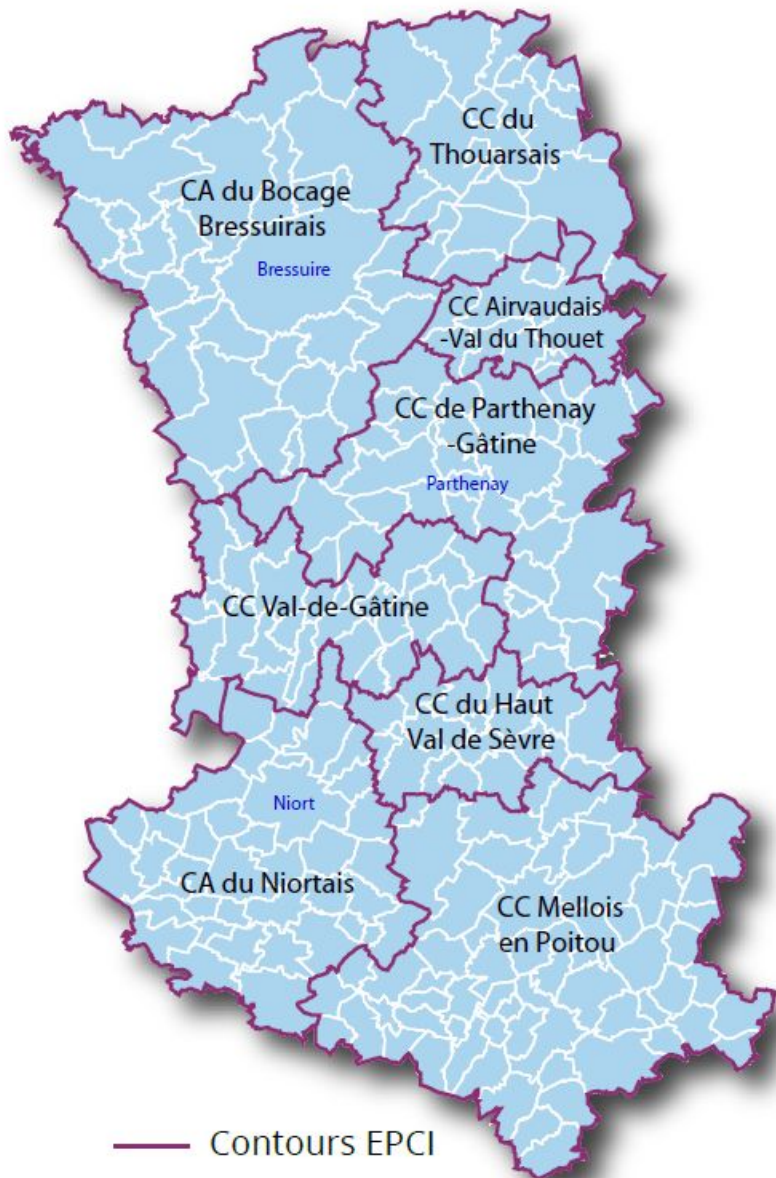 CC du
Thouarsais
CA du Bocage
Bressuirais
Bressuire
CC Airvaudais
-Val du Thouet
CC de Parthenay
-Gâtine
Parthenay
CC Val-de-Gâtine
CC du Haut
Val de Sèvre
Niort
CA du Niortais
CC Mellois
en Poitou
Contours EPCI